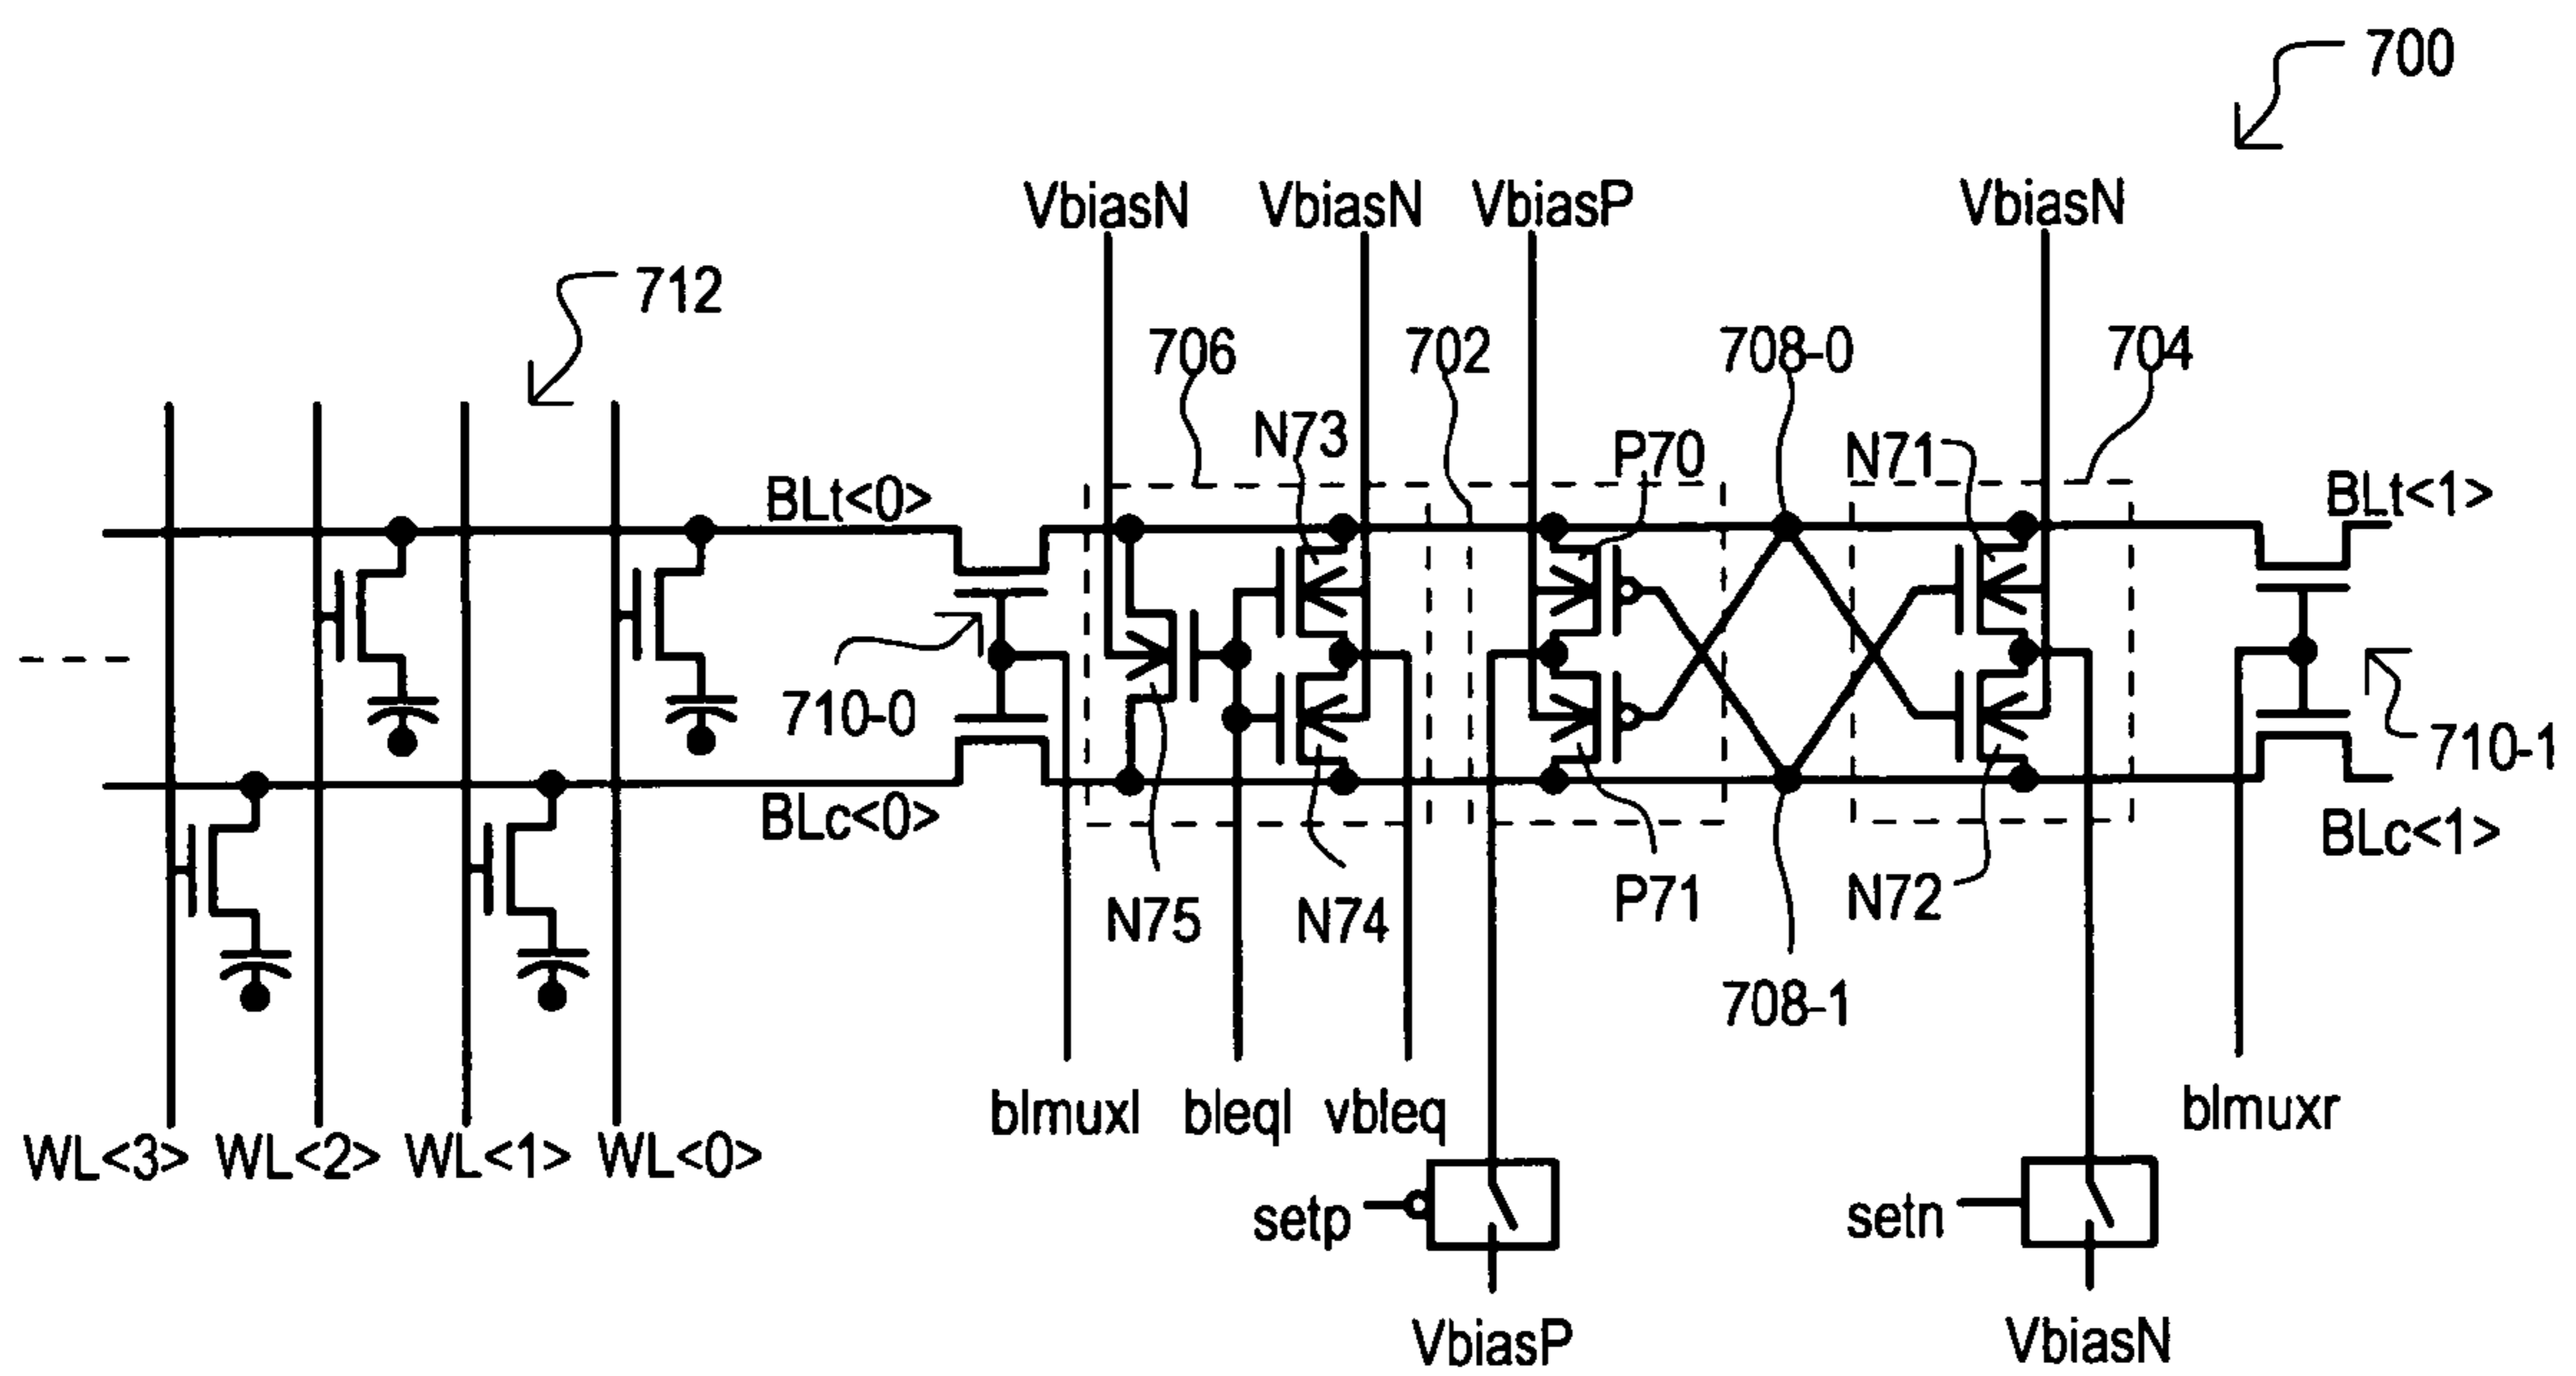 700
VbiasN VbiasN VbiasP VbiasN
712
706 702 708-0 704
N73 P70 N71
BLt<0> BLt<1>
710-0 710-1
BLc<0> BLc<1>
N75 N74 P71 N72
708-1
blmuxl bleql vbleq blmuxr
WL<3> WL<2> WL<1> WL<0>
setp setn
VbiasP VbiasN